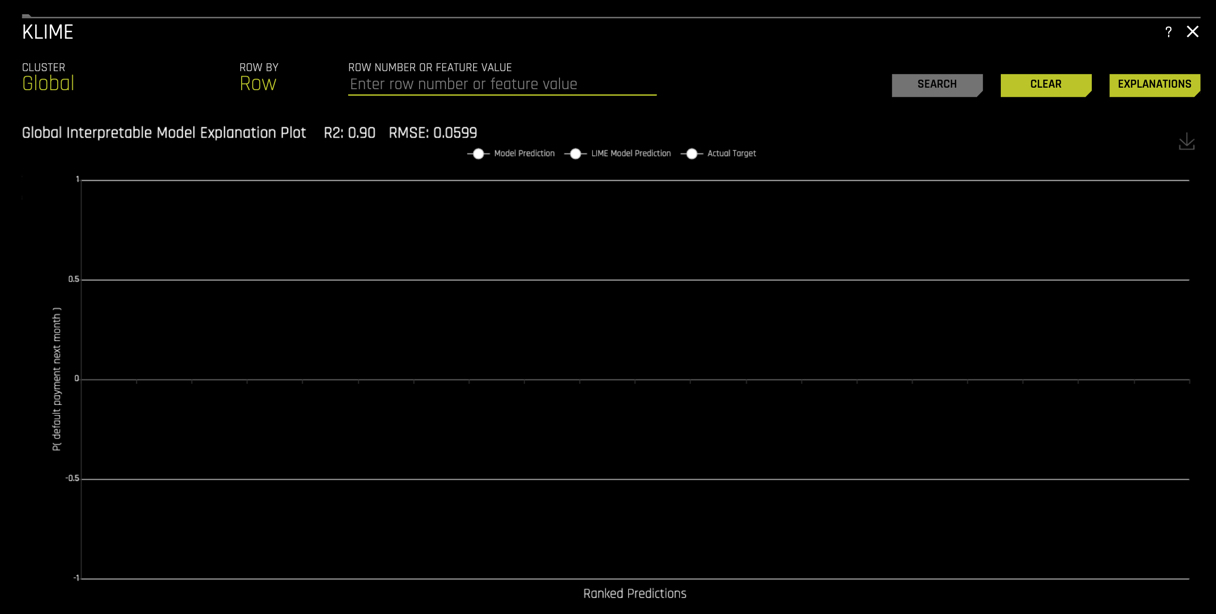 KLIME
?
CLUSTER
Global
ROW BY
Row
ROW NUMBER OR FEATURE VALUE
Enter row number or feature value
SEARCH
CLEAR
EXPLANATIONS
Global Interpretable Model Explanation Plot R2: 0.90 RMSE: 0.0599
Model Prediction LIME Model Prediction Actual Target
1
0.5
0
-0.5
-1
P( default payment next month )
Ranked Predictions